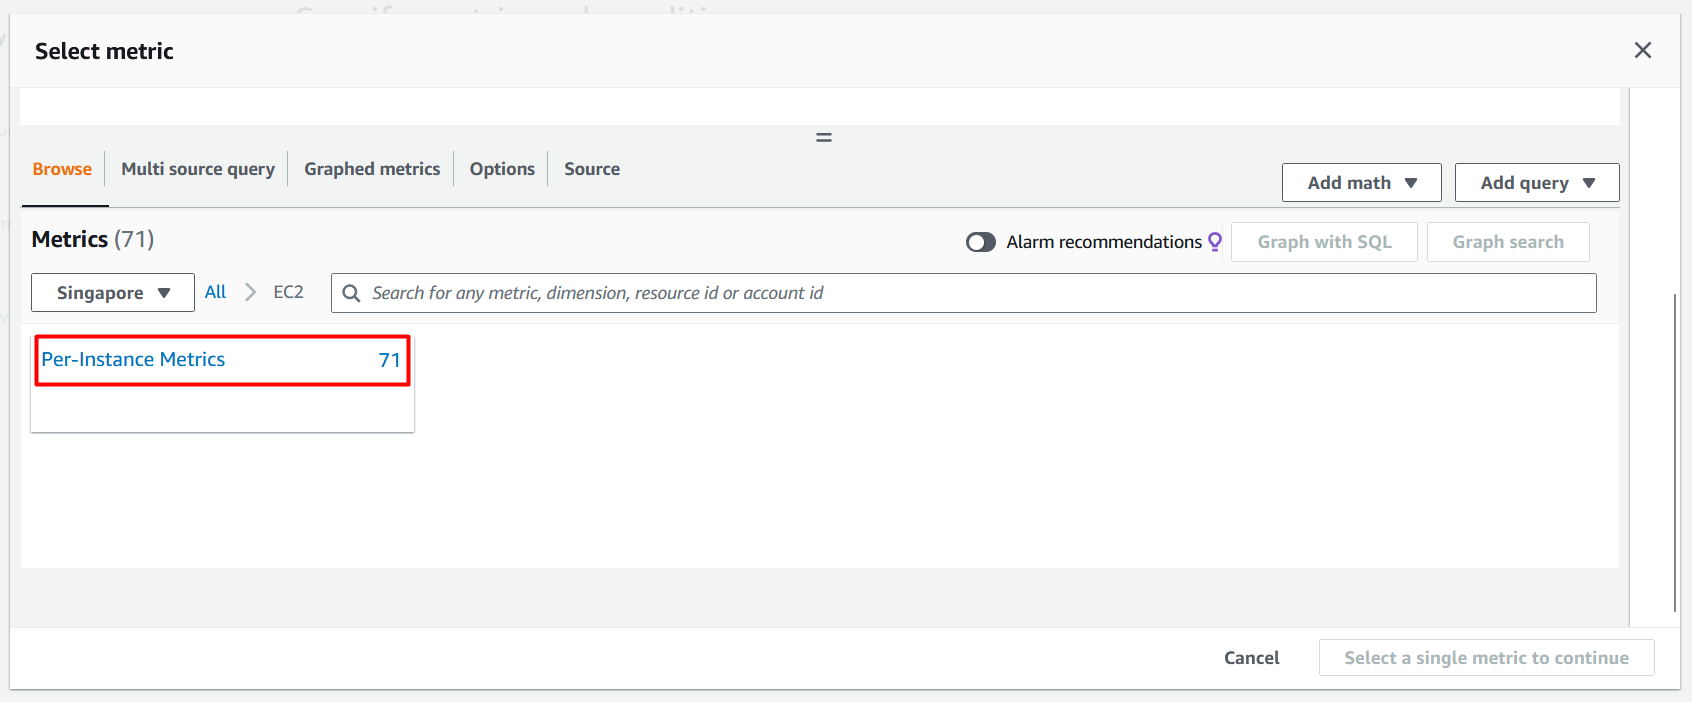 Select metric
Browse
Multi source query
Graphed metrics
Options
Source
Add math
Add query
Metrics (71)
Alarm recommendations
Graph with SQL
Graph search
Singapore
All
EC2
Search for any metric, dimension, resource id or account id
Per-Instance Metrics 71
Cancel
Select a single metric to continue